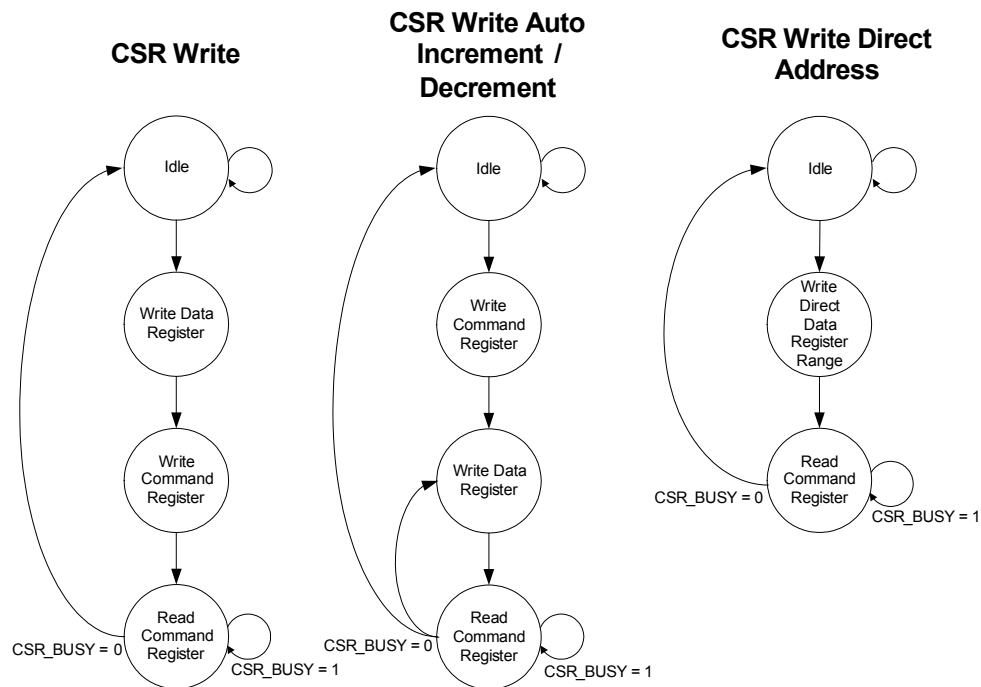 CSR Write
Idle
Write Data
Register
Write
Command
Register
Read
Command
Register
CSR_BUSY = 0
CSR_BUSY = 1
CSR Write Auto
Increment /
Decrement
Idle
Write
Command
Register
Write Data
Register
Read
Command
Register
CSR_BUSY = 0
CSR_BUSY = 1
CSR Write Direct
Address
Idle
Write
Direct
Data
Register
Range
Read
Command
Register
CSR_BUSY = 0
CSR_BUSY = 1